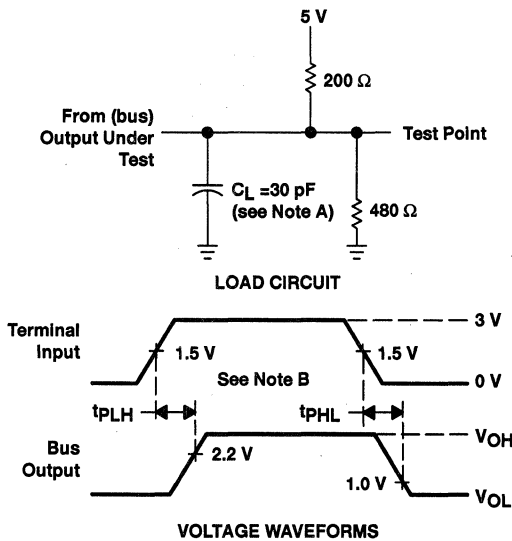 5 V
200 Ω
From (bus)
Output Under
Test
Test Point
CL =30 pF
(see Note A)
480 Ω
LOAD CIRCUIT
Terminal
Input
3 V
1.5 V
1.5 V
See Note B
0 V
tPLH
tPHL
Bus
Output
VOH
2.2 V
1.0 V
VOL
VOLTAGE WAVEFORMS